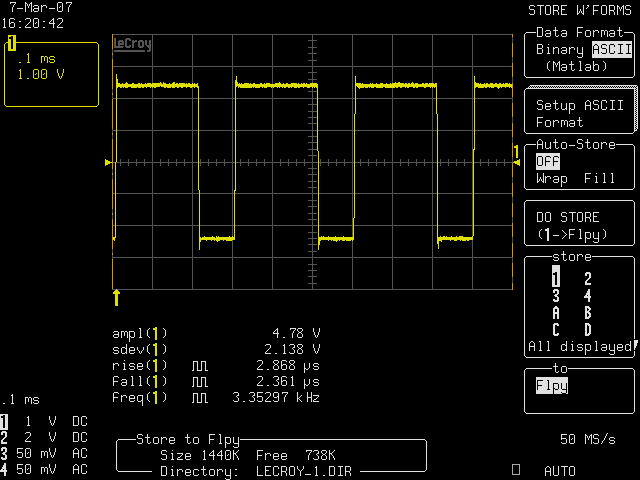 7-Mar-07
16:20:42
1
.1 ms
1.00 V
LeCroy
1
ampl(1) 4.78 V
sdev(1) 2.138 V
rise(1) 2.868 µs
fall(1) 2.361 µs
freq(1) 3.35297 kHz
.1 ms
1 1 V DC
2 2 V DC
3 50 mV AC
4 50 mV AC
Store to Flpy
Size 1440K Free 738K
Directory: LECROY_1.DIR
STORE W'FORMS
Data Format
Binary ASCII
(Matlab)
Setup ASCII
Format
Auto-Store
Off
Wrap Fill
DO STORE
(1->Flpy)
store
1 2
3 4
A B
C D
All displayed
to
Flpy
50 MS/s
AUTO